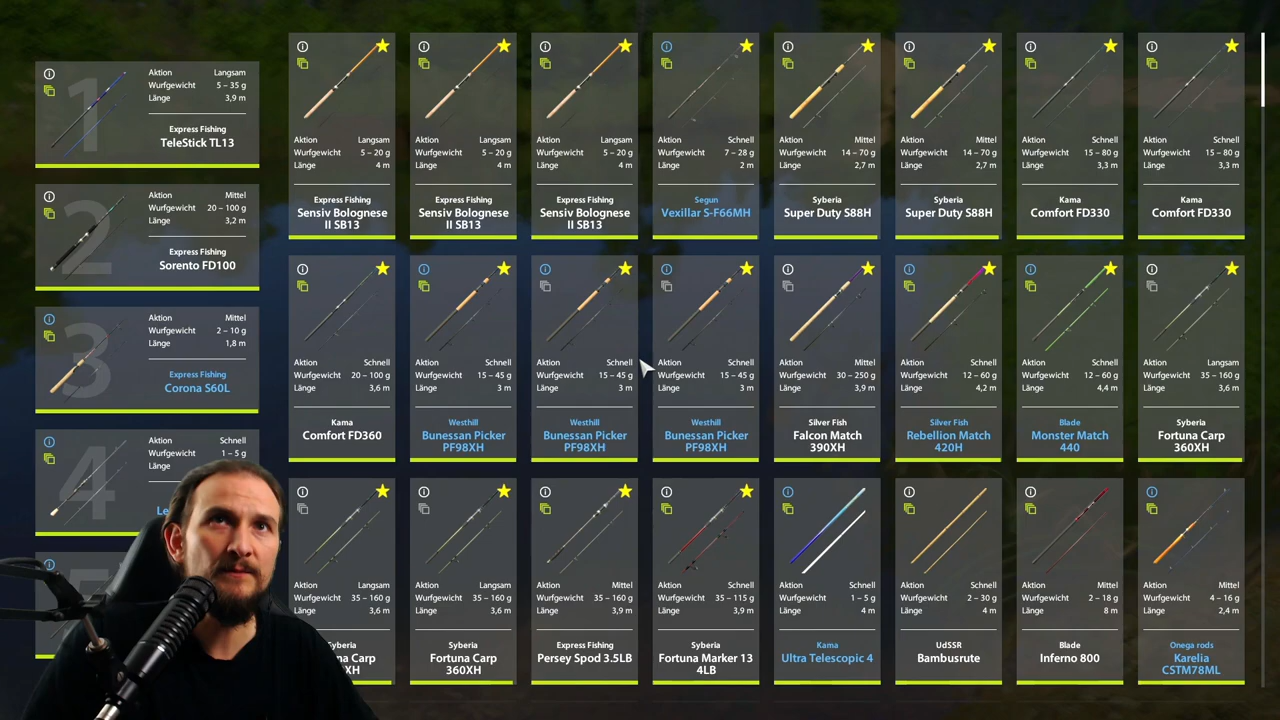 1
Aktion Langsam
Wurfgewicht 5 – 35 g
Länge 3,9 m
Express Fishing
TeleStick TL13
2
Aktion Mittel
Wurfgewicht 20 – 100 g
Länge 3,2 m
Express Fishing
Sorento FD100
3
Aktion Mittel
Wurfgewicht 2 – 10 g
Länge 1,8 m
Express Fishing
Corona S60L
4
Aktion Schnell
Wurfgewicht 1 – 5 g
Länge
Le
Aktion Langsam
Wurfgewicht 5 – 20 g
Länge 4 m
Express Fishing
Sensiv Bolognese
II SB13
Aktion Langsam
Wurfgewicht 5 – 20 g
Länge 4 m
Express Fishing
Sensiv Bolognese
II SB13
Aktion Langsam
Wurfgewicht 5 – 20 g
Länge 4 m
Express Fishing
Sensiv Bolognese
II SB13
Aktion Schnell
Wurfgewicht 7 – 28 g
Länge 2 m
Segun
Vexillar S-F66MH
Aktion Mittel
Wurfgewicht 14 – 70 g
Länge 2,7 m
Syberia
Super Duty S88H
Aktion Mittel
Wurfgewicht 14 – 70 g
Länge 2,7 m
Syberia
Super Duty S88H
Aktion Schnell
Wurfgewicht 15 – 80 g
Länge 3,3 m
Kama
Comfort FD330
Aktion Schnell
Wurfgewicht 15 – 80 g
Länge 3,3 m
Kama
Comfort FD330
Aktion Schnell
Wurfgewicht 20 – 100 g
Länge 3,6 m
Kama
Comfort FD360
Aktion Schnell
Wurfgewicht 15 – 45 g
Länge 3 m
Westhill
Bunessan Picker
PF98XH
Aktion Schnell
Wurfgewicht 15 – 45 g
Länge 3 m
Westhill
Bunessan Picker
PF98XH
Aktion Schnell
Wurfgewicht 15 – 45 g
Länge 3 m
Westhill
Bunessan Picker
PF98XH
Aktion Mittel
Wurfgewicht 30 – 250 g
Länge 3,9 m
Silver Fish
Falcon Match
390XH
Aktion Schnell
Wurfgewicht 12 – 60 g
Länge 4,2 m
Silver Fish
Rebellion Match
420H
Aktion Schnell
Wurfgewicht 12 – 60 g
Länge 4,4 m
Blade
Monster Match
440
Aktion Langsam
Wurfgewicht 35 – 160 g
Länge 3,6 m
Syberia
Fortuna Carp
360XH
Aktion Langsam
Wurfgewicht 35 – 160 g
Länge 3,6 m
yberia
na Carp
XH
Aktion Langsam
Wurfgewicht 35 – 160 g
Länge 3,6 m
Syberia
Fortuna Carp
360XH
Aktion Mittel
Wurfgewicht 35 – 160 g
Länge 3,9 m
Express Fishing
Persey Spod 3.5LB
Aktion Schnell
Wurfgewicht 35 – 115 g
Länge 3,9 m
Syberia
Fortuna Marker 13
4LB
Aktion Schnell
Wurfgewicht 1 – 5 g
Länge 4 m
Kama
Ultra Telescopic 4
Aktion Schnell
Wurfgewicht 2 – 30 g
Länge 4 m
UdSSR
Bambusrute
Aktion Mittel
Wurfgewicht 2 – 18 g
Länge 8 m
Blade
Inferno 800
Aktion Mittel
Wurfgewicht 4 – 16 g
Länge 2,4 m
Onega rods
Karelia
CSTM78ML